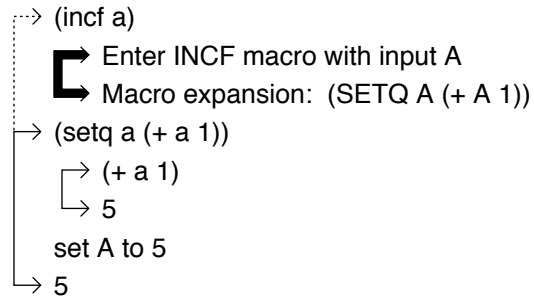 (incf a)
Enter INCF macro with input A
Macro expansion: (SETQ A (+ A 1))
(setq a (+ a 1))
(+ a 1)
5
set A to 5
5